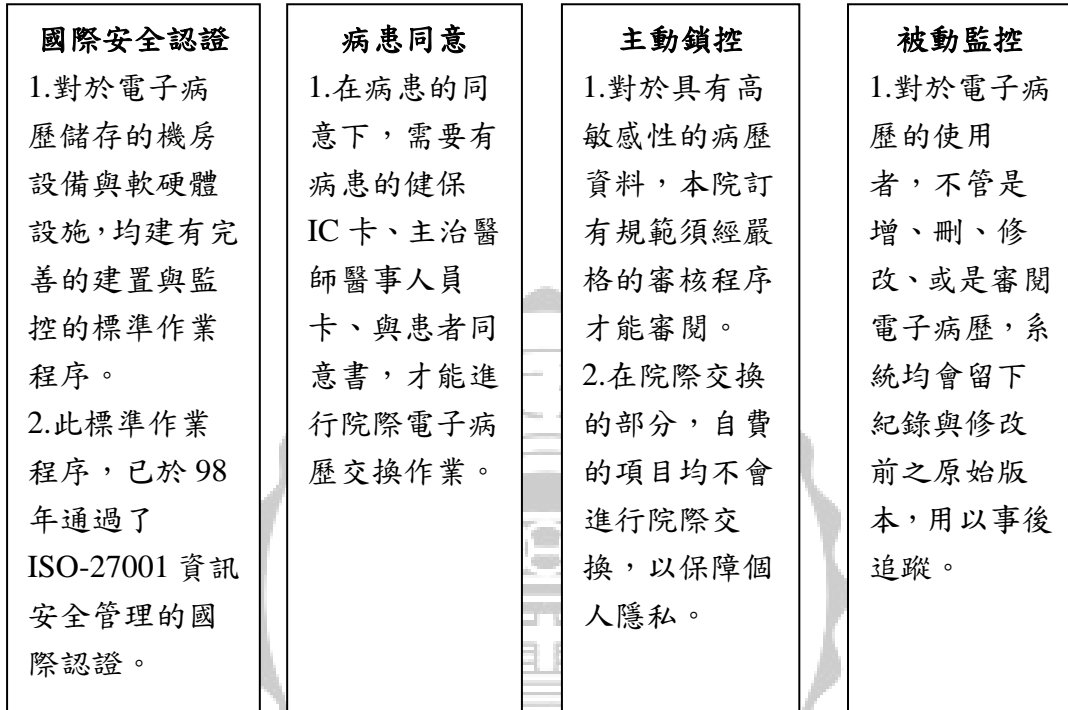 國際安全認證
1.對於電子病
歷儲存的機房
設備與軟硬體
設施，均建有完
善的建置與監
控的標準作業
程序。
2.此標準作業
程序，已於 98
年通過了
ISO-27001 資訊
安全管理的國
際認證。
病患同意
1.在病患的同
意下，需要有
病患的健保
IC 卡、主治醫
師醫事人員
卡、與患者同
意書，才能進
行院際電子病
歷交換作業。
主動鎖控
1.對於具有高
敏感性的病歷
資料，本院訂
有規範須經嚴
格的審核程序
才能審閱。
2.在院際交換
的部分，自費
的項目均不會
進行院際交
換，以保障個
人隱私。
被動監控
1.對於電子病
歷的使用
者，不管是
增、刪、修
改、或是審閱
電子病歷，系
統均會留下
紀錄與修改
前之原始版
本，用以事後
追蹤。